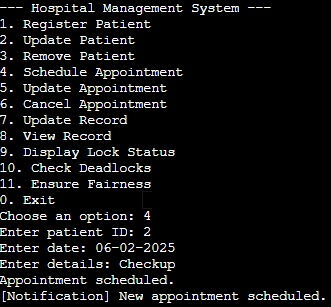 --- Hospital Management System ---
1. Register Patient
2. Update Patient
3. Remove Patient
4. Schedule Appointment
5. Update Appointment
6. Cancel Appointment
7. Update Record
8. View Record
9. Display Lock Status
10. Check Deadlocks
11. Ensure Fairness
0. Exit
Choose an option: 4
Enter patient ID: 2
Enter date: 06-02-2025
Enter details: Checkup
Appointment scheduled.
[Notification] New appointment scheduled.